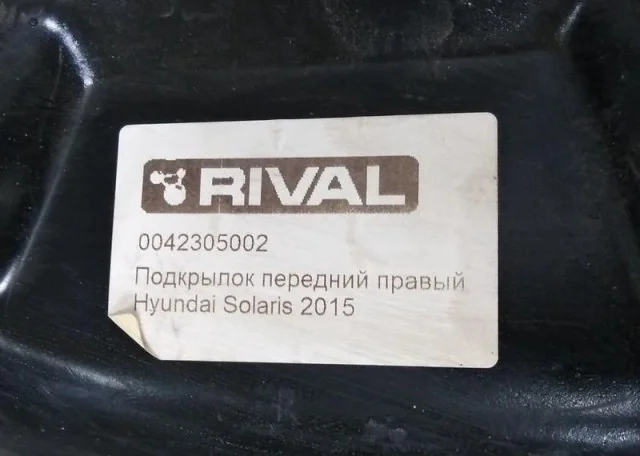 RIVAL
0042305002
Подкрылок передний правый
Hyundai Solaris 2015